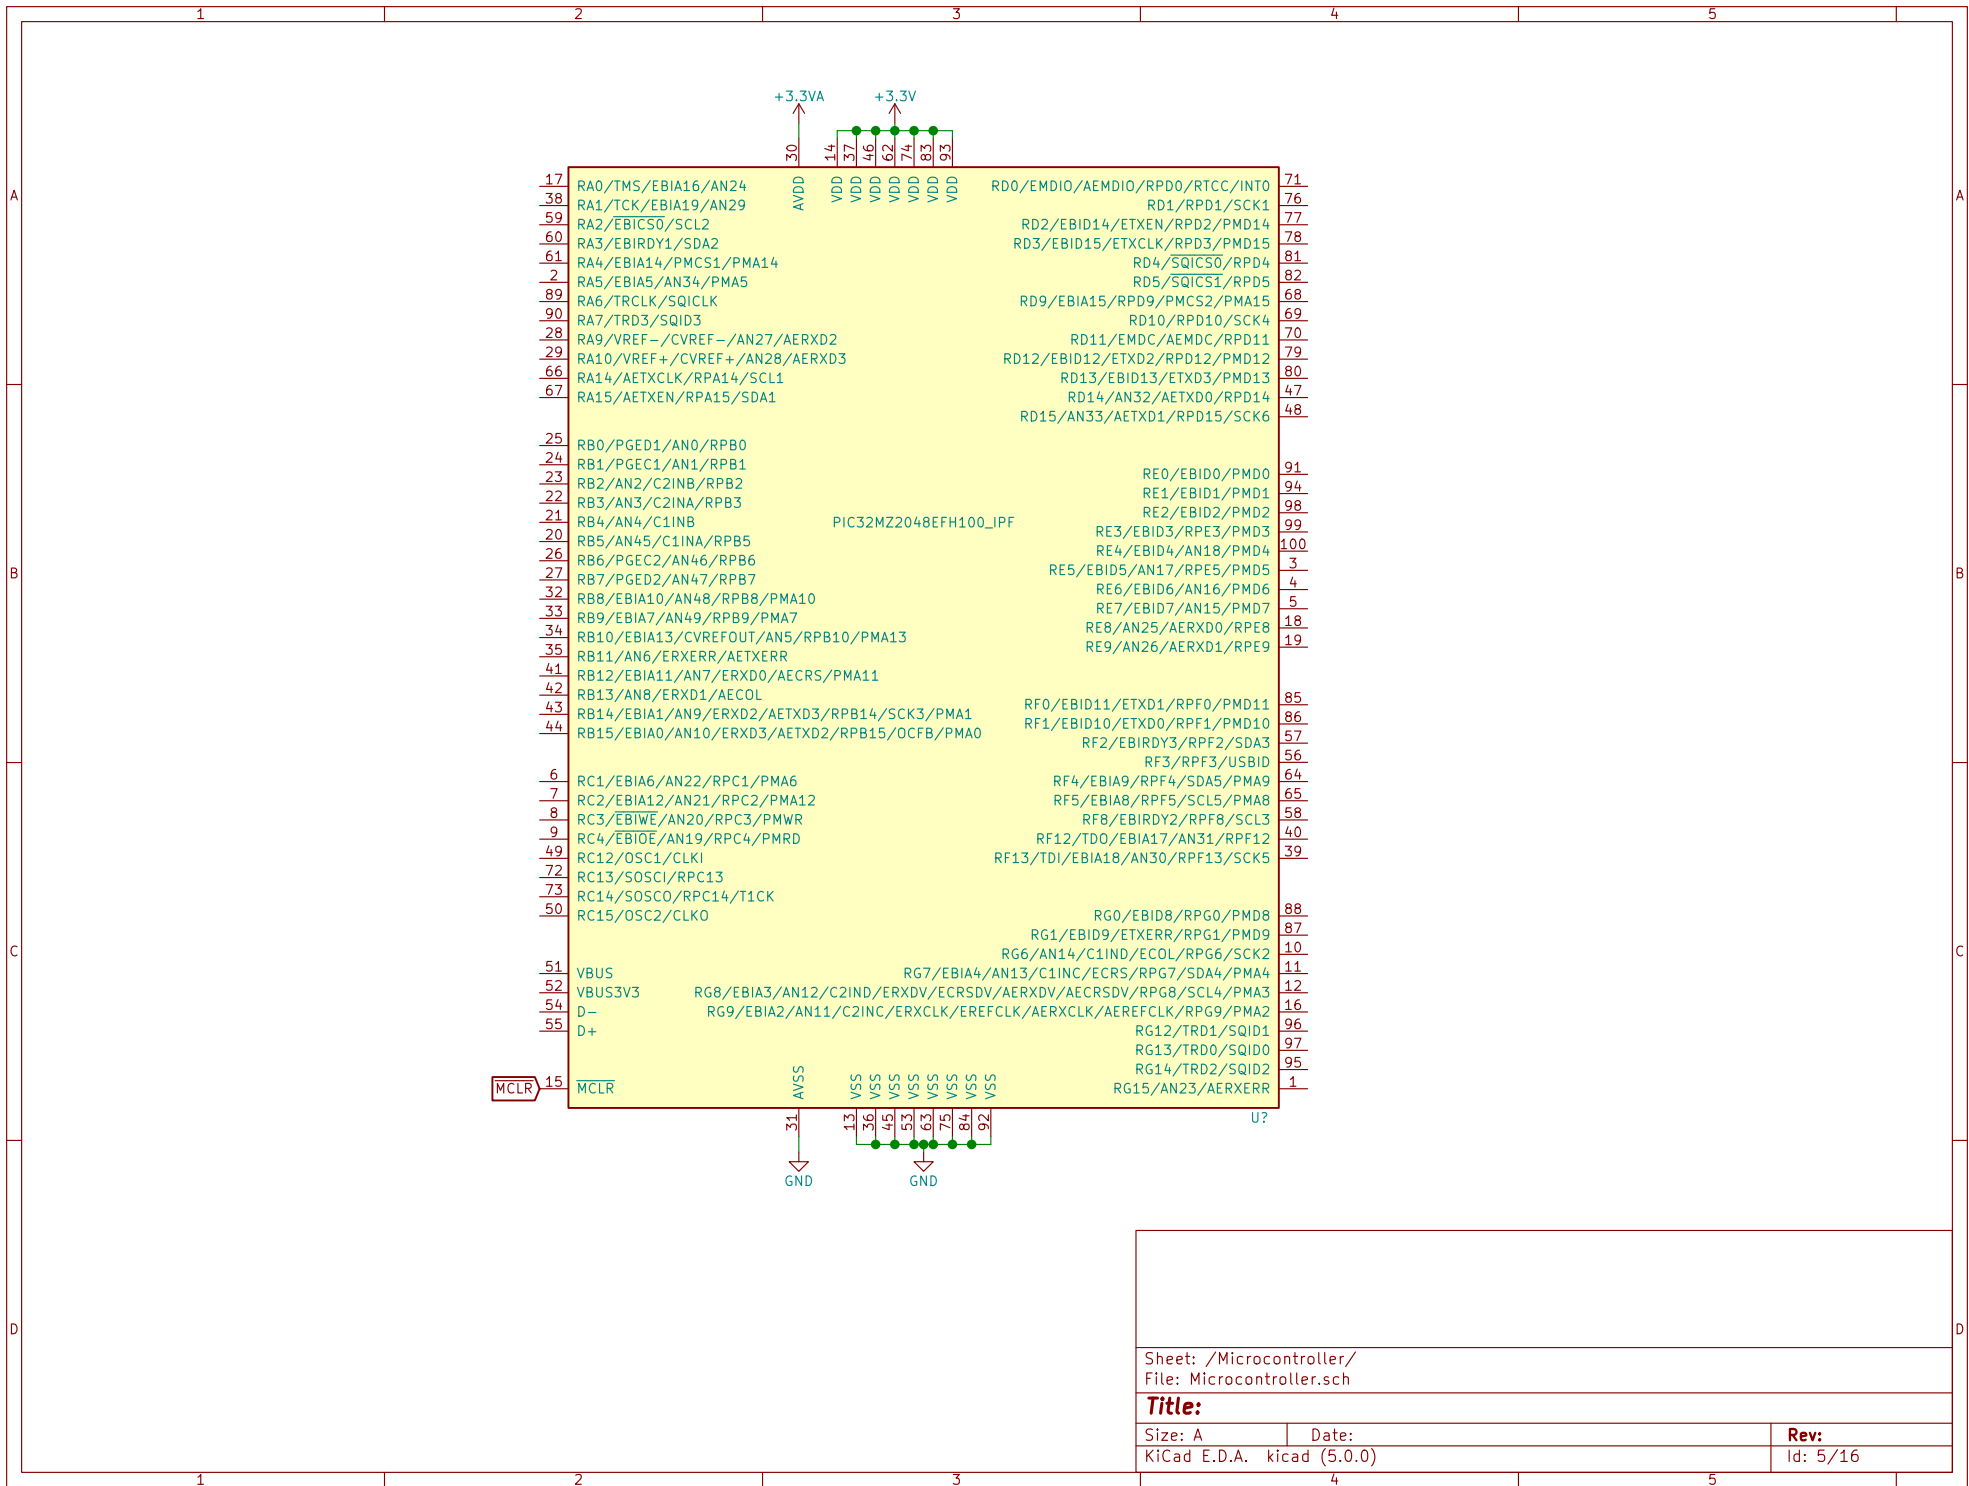 1 2 3 4 5
A A
B B
C C
D D
+3.3VA +3.3V
30 14 37 46 62 74 83 93
AVDD VDD VDD VDD VDD VDD VDD VDD
17 RA0/TMS/EBIA16/AN24
38 RA1/TCK/EBIA19/AN29
59 RA2/EBICS0/SCL2
60 RA3/EBIRDY1/SDA2
61 RA4/EBIA14/PMCS1/PMA14
2 RA5/EBIA5/AN34/PMA5
89 RA6/TRCLK/SQICLK
90 RA7/TRD3/SQID3
28 RA9/VREF-/CVREF-/AN27/AERXD2
29 RA10/VREF+/CVREF+/AN28/AERXD3
66 RA14/AETXCLK/RPA14/SCL1
67 RA15/AETXEN/RPA15/SDA1
25 RB0/PGED1/AN0/RPB0
24 RB1/PGEC1/AN1/RPB1
23 RB2/AN2/C2INB/RPB2
22 RB3/AN3/C2INA/RPB3
21 RB4/AN4/C1INB
20 RB5/AN45/C1INA/RPB5
26 RB6/PGEC2/AN46/RPB6
27 RB7/PGED2/AN47/RPB7
32 RB8/EBIA10/AN48/RPB8/PMA10
33 RB9/EBIA7/AN49/RPB9/PMA7
34 RB10/EBIA13/CVREFOUT/AN5/RPB10/PMA13
35 RB11/AN6/ERXERR/AETXERR
41 RB12/EBIA11/AN7/ERXD0/AECRS/PMA11
42 RB13/AN8/ERXD1/AECOL
43 RB14/EBIA1/AN9/ERXD2/AETXD3/RPB14/SCK3/PMA1
44 RB15/EBIA0/AN10/ERXD3/AETXD2/RPB15/OCFB/PMA0
6 RC1/EBIA6/AN22/RPC1/PMA6
7 RC2/EBIA12/AN21/RPC2/PMA12
8 RC3/EBIWE/AN20/RPC3/PMWR
9 RC4/EBIOE/AN19/RPC4/PMRD
49 RC12/OSC1/CLKI
72 RC13/SOSCI/RPC13
73 RC14/SOSCO/RPC14/T1CK
50 RC15/OSC2/CLKO
51 VBUS
52 VBUS3V3
54 D-
55 D+
MCLR 15 MCLR
PIC32MZ2048EFH100_IPF
RD0/EMDIO/AEMDIO/RPD0/RTCC/INT0 71
RD1/RPD1/SCK1 76
RD2/EBID14/ETXEN/RPD2/PMD14 77
RD3/EBID15/ETXCLK/RPD3/PMD15 78
RD4/SQICS0/RPD4 81
RD5/SQICS1/RPD5 82
RD9/EBIA15/RPD9/PMCS2/PMA15 68
RD10/RPD10/SCK4 69
RD11/EMDC/AEMDC/RPD11 70
RD12/EBID12/ETXD2/RPD12/PMD12 79
RD13/EBID13/ETXD3/PMD13 80
RD14/AN32/AETXD0/RPD14 47
RD15/AN33/AETXD1/RPD15/SCK6 48
RE0/EBID0/PMD0 91
RE1/EBID1/PMD1 94
RE2/EBID2/PMD2 98
RE3/EBID3/RPE3/PMD3 99
RE4/EBID4/AN18/PMD4 100
RE5/EBID5/AN17/RPE5/PMD5 3
RE6/EBID6/AN16/PMD6 4
RE7/EBID7/AN15/PMD7 5
RE8/AN25/AERXD0/RPE8 18
RE9/AN26/AERXD1/RPE9 19
RF0/EBID11/ETXD1/RPF0/PMD11 85
RF1/EBID10/ETXD0/RPF1/PMD10 86
RF2/EBIRDY3/RPF2/SDA3 57
RF3/RPF3/USBID 56
RF4/EBIA9/RPF4/SDA5/PMA9 64
RF5/EBIA8/RPF5/SCL5/PMA8 65
RF8/EBIRDY2/RPF8/SCL3 58
RF12/TDO/EBIA17/AN31/RPF12 40
RF13/TDI/EBIA18/AN30/RPF13/SCK5 39
RG0/EBID8/RPG0/PMD8 88
RG1/EBID9/ETXERR/RPG1/PMD9 87
RG6/AN14/C1IND/ECOL/RPG6/SCK2 10
RG7/EBIA4/AN13/C1INC/ECRS/RPG7/SDA4/PMA4 11
RG8/EBIA3/AN12/C2IND/ERXDV/ECRSDV/AERXDV/AECRSDV/RPG8/SCL4/PMA3 12
RG9/EBIA2/AN11/C2INC/ERXCLK/EREFCLK/AERXCLK/AEREFCLK/RPG9/PMA2 16
RG12/TRD1/SQID1 96
RG13/TRD0/SQID0 97
RG14/TRD2/SQID2 95
RG15/AN23/AERXERR 1
AVSS VSS VSS VSS VSS VSS VSS VSS VSS
31 13 36 45 53 63 75 84 92
U?
GND GND
Sheet: /Microcontroller/
File: Microcontroller.sch
Title:
Size: A Date: Rev:
KiCad E.D.A. kicad (5.0.0) Id: 5/16
1 2 3 4 5